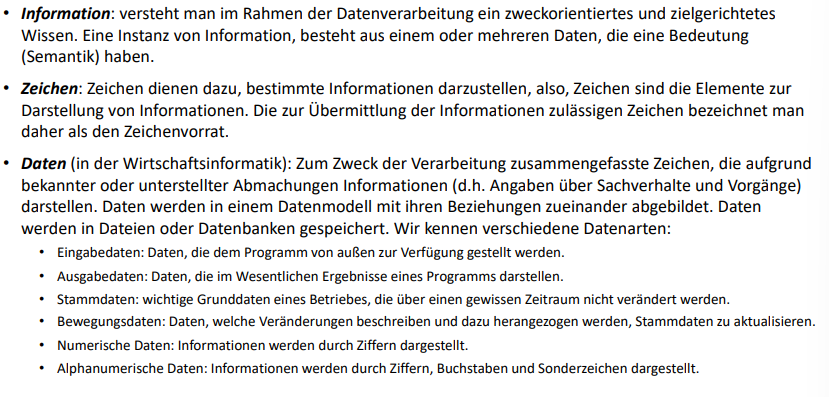 • Information: versteht man im Rahmen der Datenverarbeitung ein zweckorientiertes und zielgerichtetes
Wissen. Eine Instanz von Information, besteht aus einem oder mehreren Daten, die eine Bedeutung
(Semantik) haben.
• Zeichen: Zeichen dienen dazu, bestimmte Informationen darzustellen, also, Zeichen sind die Elemente zur
Darstellung von Informationen. Die zur Übermittlung der Informationen zulässigen Zeichen bezeichnet man
daher als den Zeichenvorrat.
• Daten (in der Wirtschaftsinformatik): Zum Zweck der Verarbeitung zusammengefasste Zeichen, die aufgrund
bekannter oder unterstellter Abmachungen Informationen (d.h. Angaben über Sachverhalte und Vorgänge)
darstellen. Daten werden in einem Datenmodell mit ihren Beziehungen zueinander abgebildet. Daten
werden in Dateien oder Datenbanken gespeichert. Wir kennen verschiedene Datenarten:
• Eingabedaten: Daten, die dem Programm von außen zur Verfügung gestellt werden.
• Ausgabedaten: Daten, die im Wesentlichen Ergebnisse eines Programms darstellen.
• Stammdaten: wichtige Grunddaten eines Betriebes, die über einen gewissen Zeitraum nicht verändert werden.
• Bewegungsdaten: Daten, welche Veränderungen beschreiben und dazu herangezogen werden, Stammdaten zu aktualisieren.
• Numerische Daten: Informationen werden durch Ziffern dargestellt.
• Alphanumerische Daten: Informationen werden durch Ziffern, Buchstaben und Sonderzeichen dargestellt.